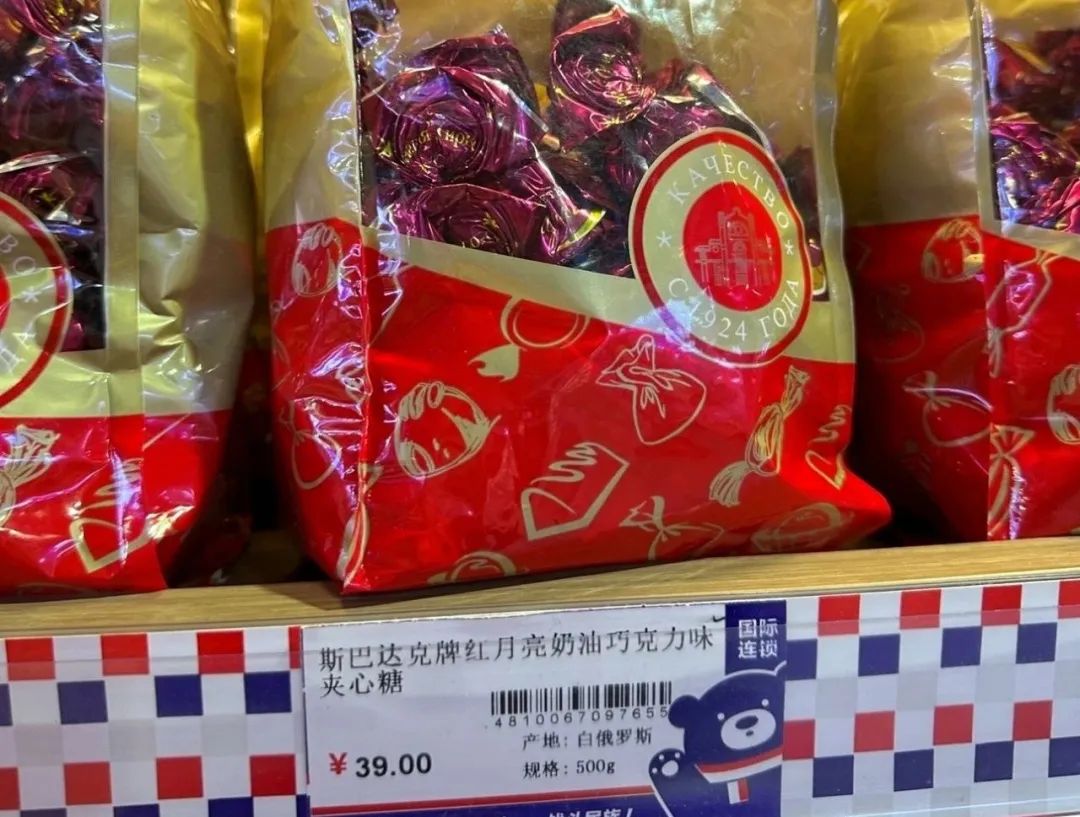 КАЧЕСТВО
С 1924 ГОДА
斯巴达克牌红月亮奶油巧克力味
夹心糖
国际
连锁
4810067097655
产地: 白俄罗斯
¥ 39.00
规格: 500g